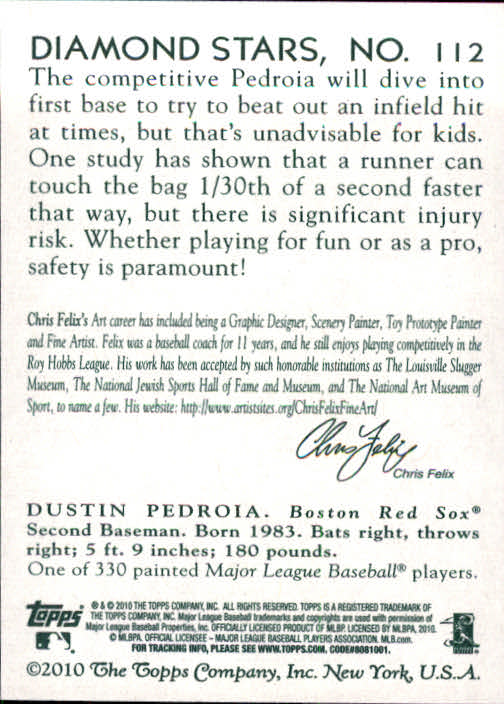 DIAMOND STARS, NO. 112
The competitive Pedroia will dive into
first base to try to beat out an infield hit
at times, but that's unadvisable for kids.
One study has shown that a runner can
touch the bag 1/30th of a second faster
that way, but there is significant injury
risk. Whether playing for fun or as a pro,
safety is paramount!
Chris Felix's Art career has included being a Graphic Designer, Scenery Painter, Toy Prototype Painter
and Fine Artist. Felix was a baseball coach for 11 years, and he still enjoys playing competitively in the
Roy Hobbs League. His work has been accepted by such honorable institutions as The Louisville Slugger
Museum, The National Jewish Sports Hall of Fame and Museum, and The National Art Museum of
Sport, to name a few. His website: http://www.artistsites.org/ChrisFelixFineArt/
Chris Felix
Chris Felix
DUSTIN PEDROIA. Boston Red Sox®
Second Baseman. Born 1983. Bats right, throws
right; 5 ft. 9 inches; 180 pounds.
One of 330 painted Major League Baseball® players.
Topps
® & © 2010 THE TOPPS COMPANY, INC. ALL RIGHTS RESERVED. TOPPS IS A REGISTERED TRADEMARK OF
THE TOPPS COMPANY, INC. Major League Baseball trademarks and copyrights are used with permission of
Major League Baseball Properties, Inc. OFFICIALLY LICENSED PRODUCT OF MLBP. LICENSED BY MLBPA, 2010.
© MLBPA. OFFICIAL LICENSEE – MAJOR LEAGUE BASEBALL PLAYERS ASSOCIATION. MLB.com.
FOR TRACKING INFO, PLEASE SEE WWW.TOPPS.COM. CODE#8081001.
©2010 The Topps Company, Inc. New York, U.S.A.